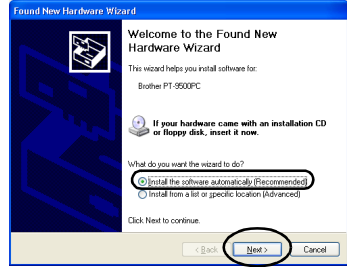 Found New Hardware Wizard
Welcome to the Found New
Hardware Wizard
This wizard helps you install software for:
Brother PT-9500PC
If your hardware came with an installation CD
or floppy disk, insert it now.
What do you want the wizard to do?
Install the software automatically (Recommended)
Install from a list or specific location (Advanced)
Click Next to continue.
< Back Next > Cancel